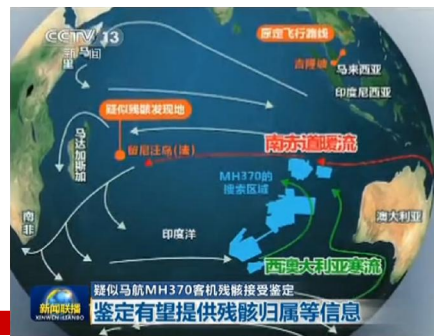 CCTV 13
原定飞行路线
吉隆坡
马来西亚
印度尼西亚
疑似残骸发现地
留尼汪岛(法)
马达加斯加
南赤道暖流
MH370的
搜索区域
南非
印度洋
澳大利亚
西澳大利亚寒流
新闻联播
XINWEN LIANBO
疑似马航MH370客机残骸接受鉴定
鉴定有望提供残骸归属等信息